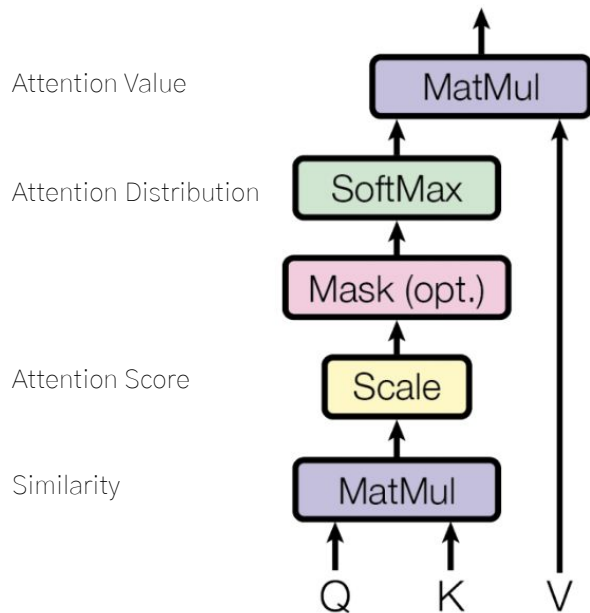 Attention Value
MatMul
Attention Distribution
SoftMax
Mask (opt.)
Attention Score
Scale
Similarity
MatMul
Q K V